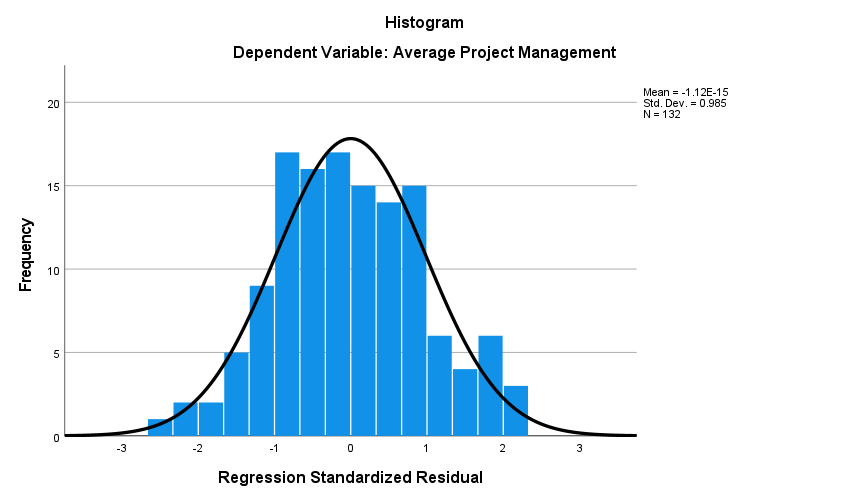 Histogram
Dependent Variable: Average Project Management
Mean = -1.12E-15
Std. Dev. = 0.985
N = 132
Frequency
20
15
10
5
0
-3 -2 -1 0 1 2 3
Regression Standardized Residual